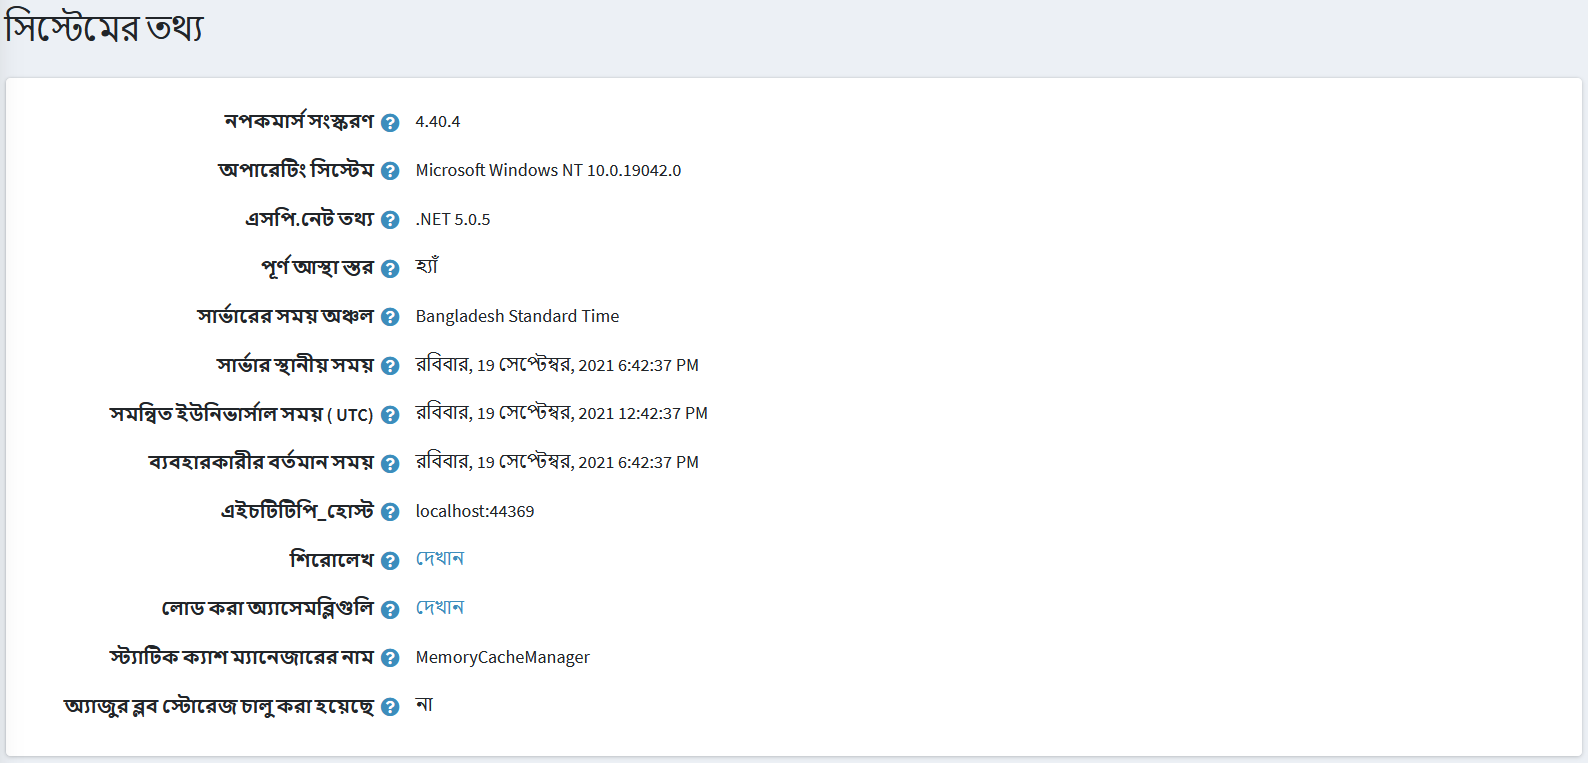 সিস্টেমের তথ্য
নপকমার্স সংস্করণ 4.40.4
অপারেটিং সিস্টেম Microsoft Windows NT 10.0.19042.0
এসপি.নেট তথ্য .NET 5.0.5
পূর্ণ আস্থা স্তর হ্যাঁ
সার্ভারের সময় অঞ্চল Bangladesh Standard Time
সার্ভার স্থানীয় সময় রবিবার, 19 সেপ্টেম্বর, 2021 6:42:37 PM
সমন্বিত ইউনিভার্সাল সময় ( UTC) রবিবার, 19 সেপ্টেম্বর, 2021 12:42:37 PM
ব্যবহারকারীর বর্তমান সময় রবিবার, 19 সেপ্টেম্বর, 2021 6:42:37 PM
এইচটিটিপি_হোস্ট localhost:44369
শিরোলেখ দেখান
লোড করা অ্যাসেমব্লিগুলি দেখান
স্ট্যাটিক ক্যাশ ম্যানেজারের নাম MemoryCacheManager
অ্যাজুর ব্লব স্টোরেজ চালু করা হয়েছে না